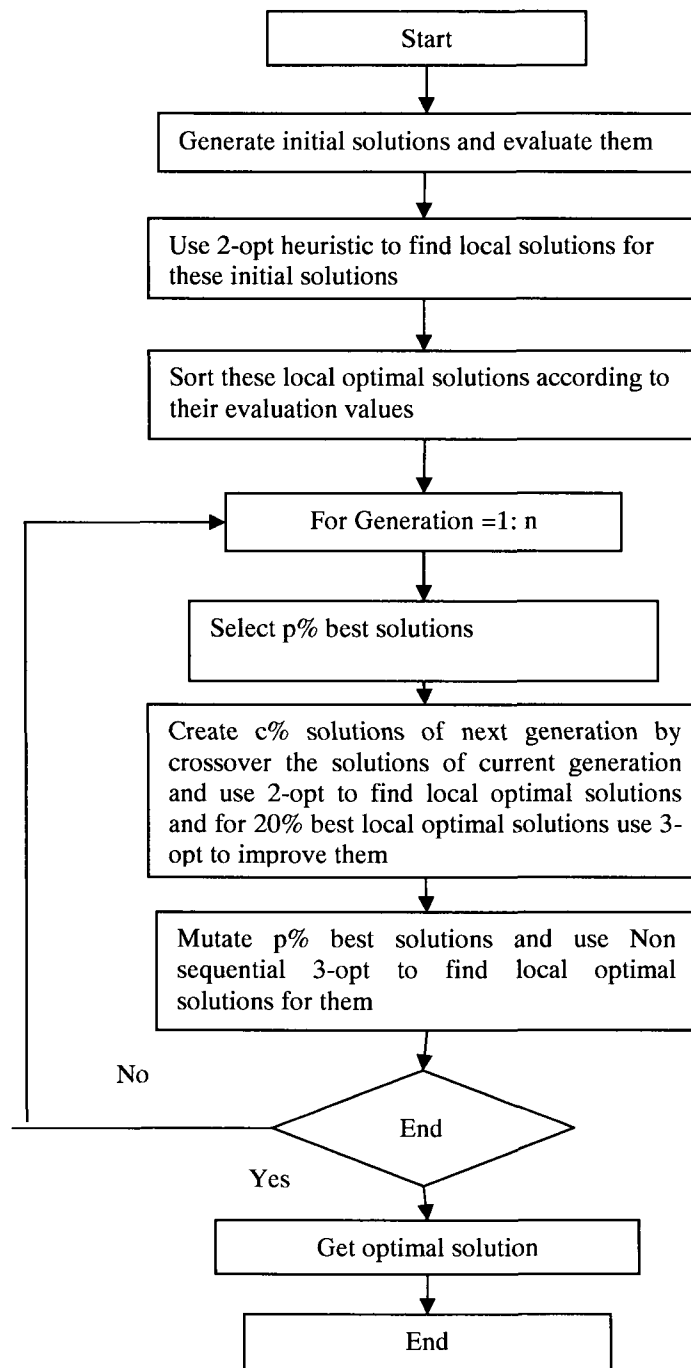 Start
Generate initial solutions and evaluate them
Use 2-opt heuristic to find local solutions for
these initial solutions
Sort these local optimal solutions according to
their evaluation values
For Generation =1: n
Select p% best solutions
Create c% solutions of next generation by
crossover the solutions of current generation
and use 2-opt to find local optimal solutions
and for 20% best local optimal solutions use 3-
opt to improve them
Mutate p% best solutions and use Non
sequential 3-opt to find local optimal
solutions for them
No
End
Yes
Get optimal solution
End